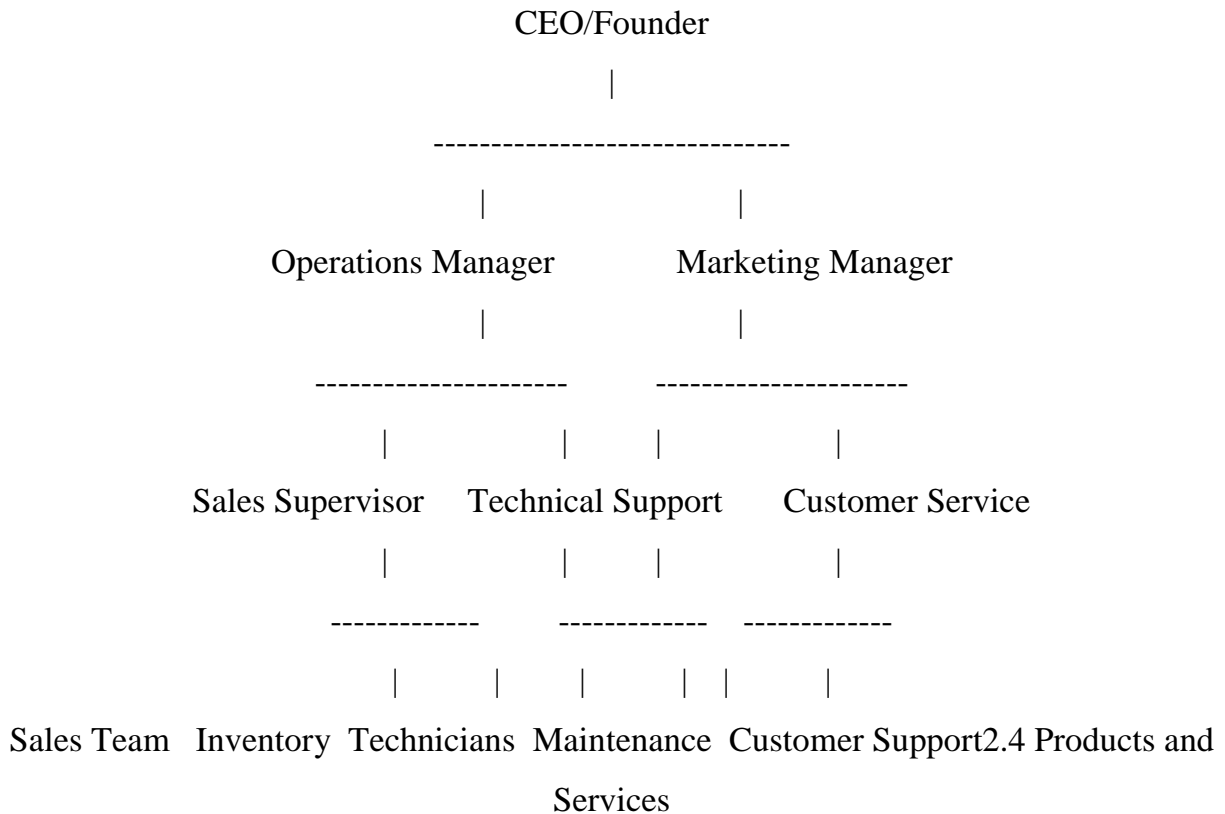 CEO/Founder
|
-------------------------------
| |
Operations Manager Marketing Manager
| |
---------------------- ----------------------
| | | |
Sales Supervisor Technical Support Customer Service
| | | |
------------- ------------- -------------
| | | | | |
Sales Team Inventory Technicians Maintenance Customer Support2.4 Products and
Services